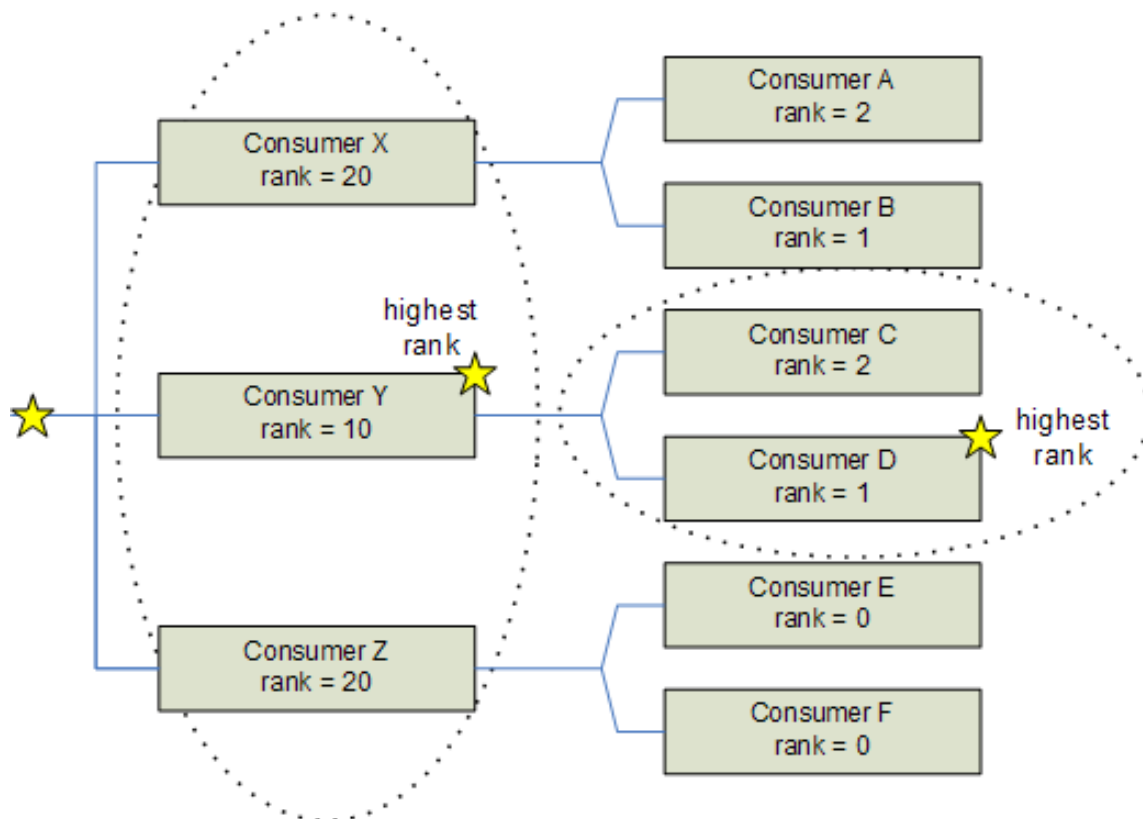 Consumer A
rank = 2
Consumer X
rank = 20
Consumer B
rank = 1
highest
rank
Consumer C
rank = 2
Consumer Y
rank = 10
highest
rank
Consumer D
rank = 1
Consumer E
rank = 0
Consumer Z
rank = 20
Consumer F
rank = 0